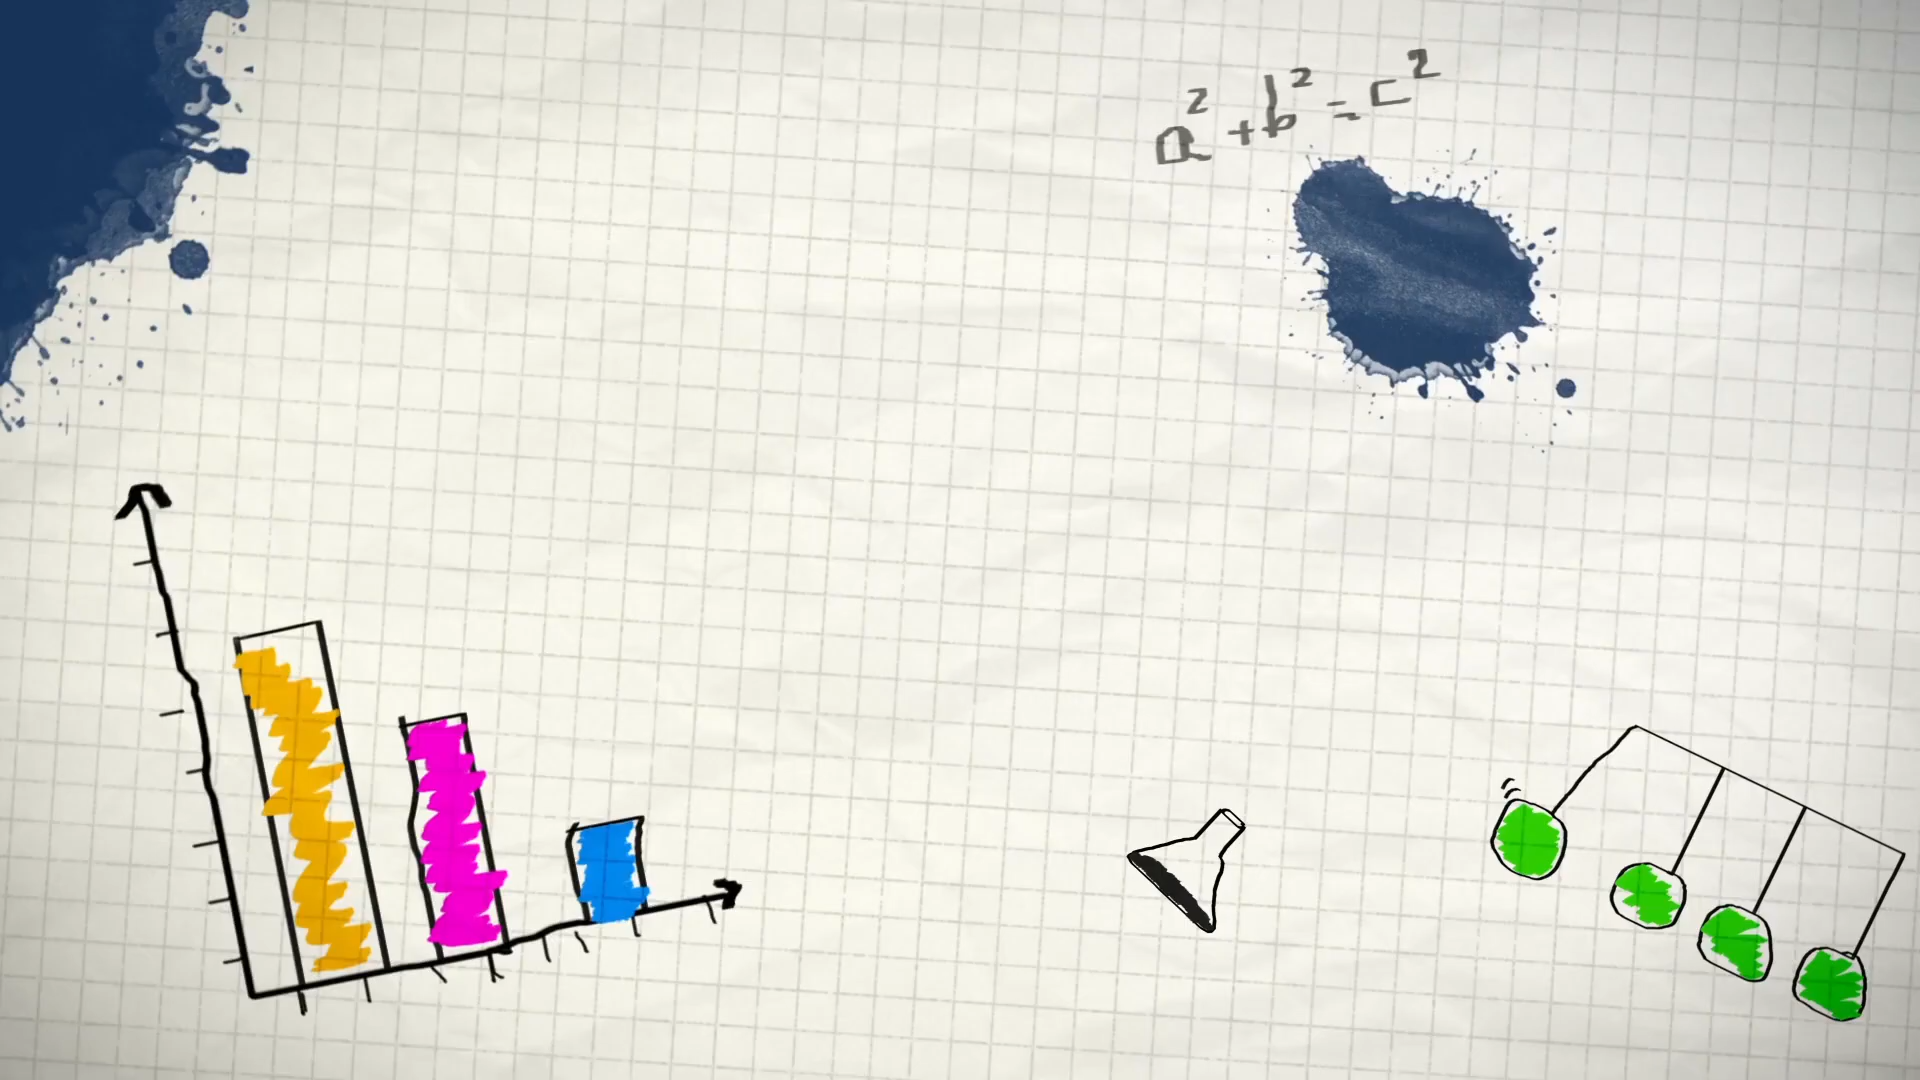 a² + b² = c²